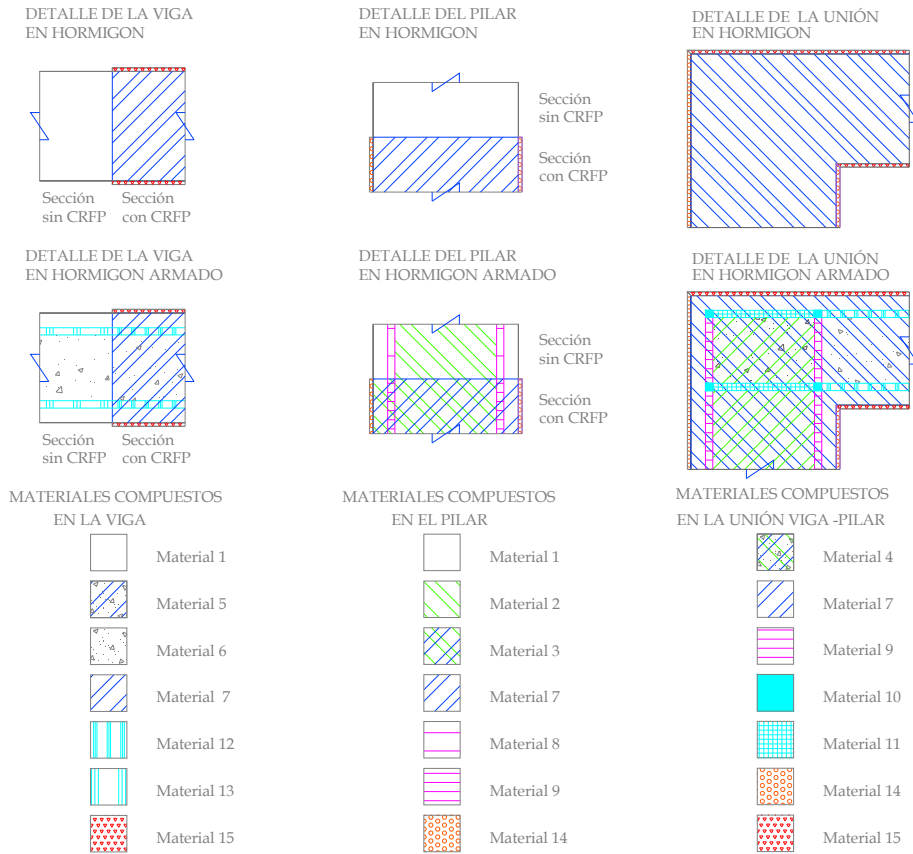 DETALLE DE LA VIGA
EN HORMIGON
Sección
sin CRFP
Sección
con CRFP
DETALLE DEL PILAR
EN HORMIGON
Sección
sin CRFP
Sección
con CRFP
DETALLE DE LA UNIÓN
EN HORMIGON
DETALLE DE LA VIGA
EN HORMIGON ARMADO
Sección
sin CRFP
Sección
con CRFP
DETALLE DEL PILAR
EN HORMIGON ARMADO
Sección
sin CRFP
Sección
con CRFP
DETALLE DE LA UNIÓN
EN HORMIGON ARMADO
MATERIALES COMPUESTOS
EN LA VIGA
Material 1
Material 5
Material 6
Material 7
Material 12
Material 13
Material 15
MATERIALES COMPUESTOS
EN EL PILAR
Material 1
Material 2
Material 3
Material 7
Material 8
Material 9
Material 14
MATERIALES COMPUESTOS
EN LA UNIÓN VIGA -PILAR
Material 4
Material 7
Material 9
Material 10
Material 11
Material 14
Material 15